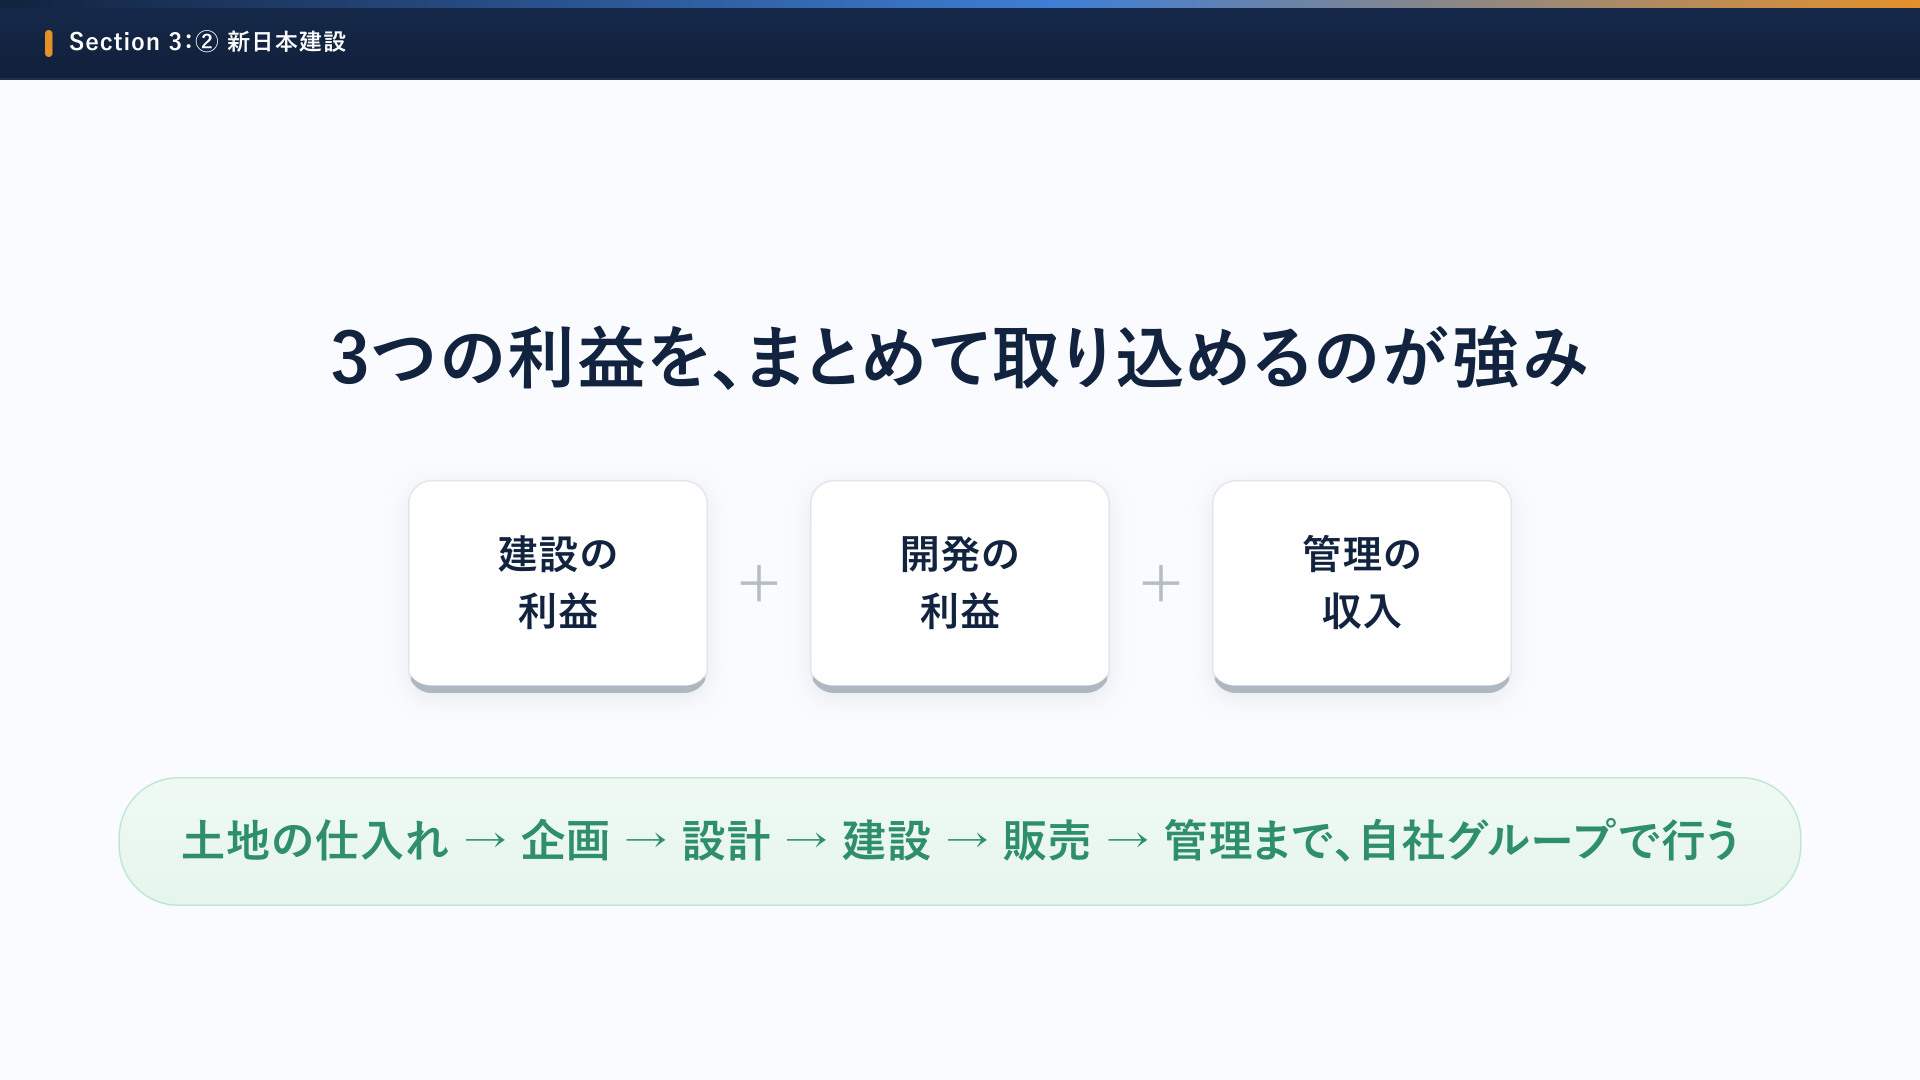 Section 3：② 新日本建設
3つの利益を、まとめて取り込めるのが強み
建設の
利益
＋
開発の
利益
＋
管理の
収入
土地の仕入れ → 企画 → 設計 → 建設 → 販売 → 管理まで、自社グループで行う